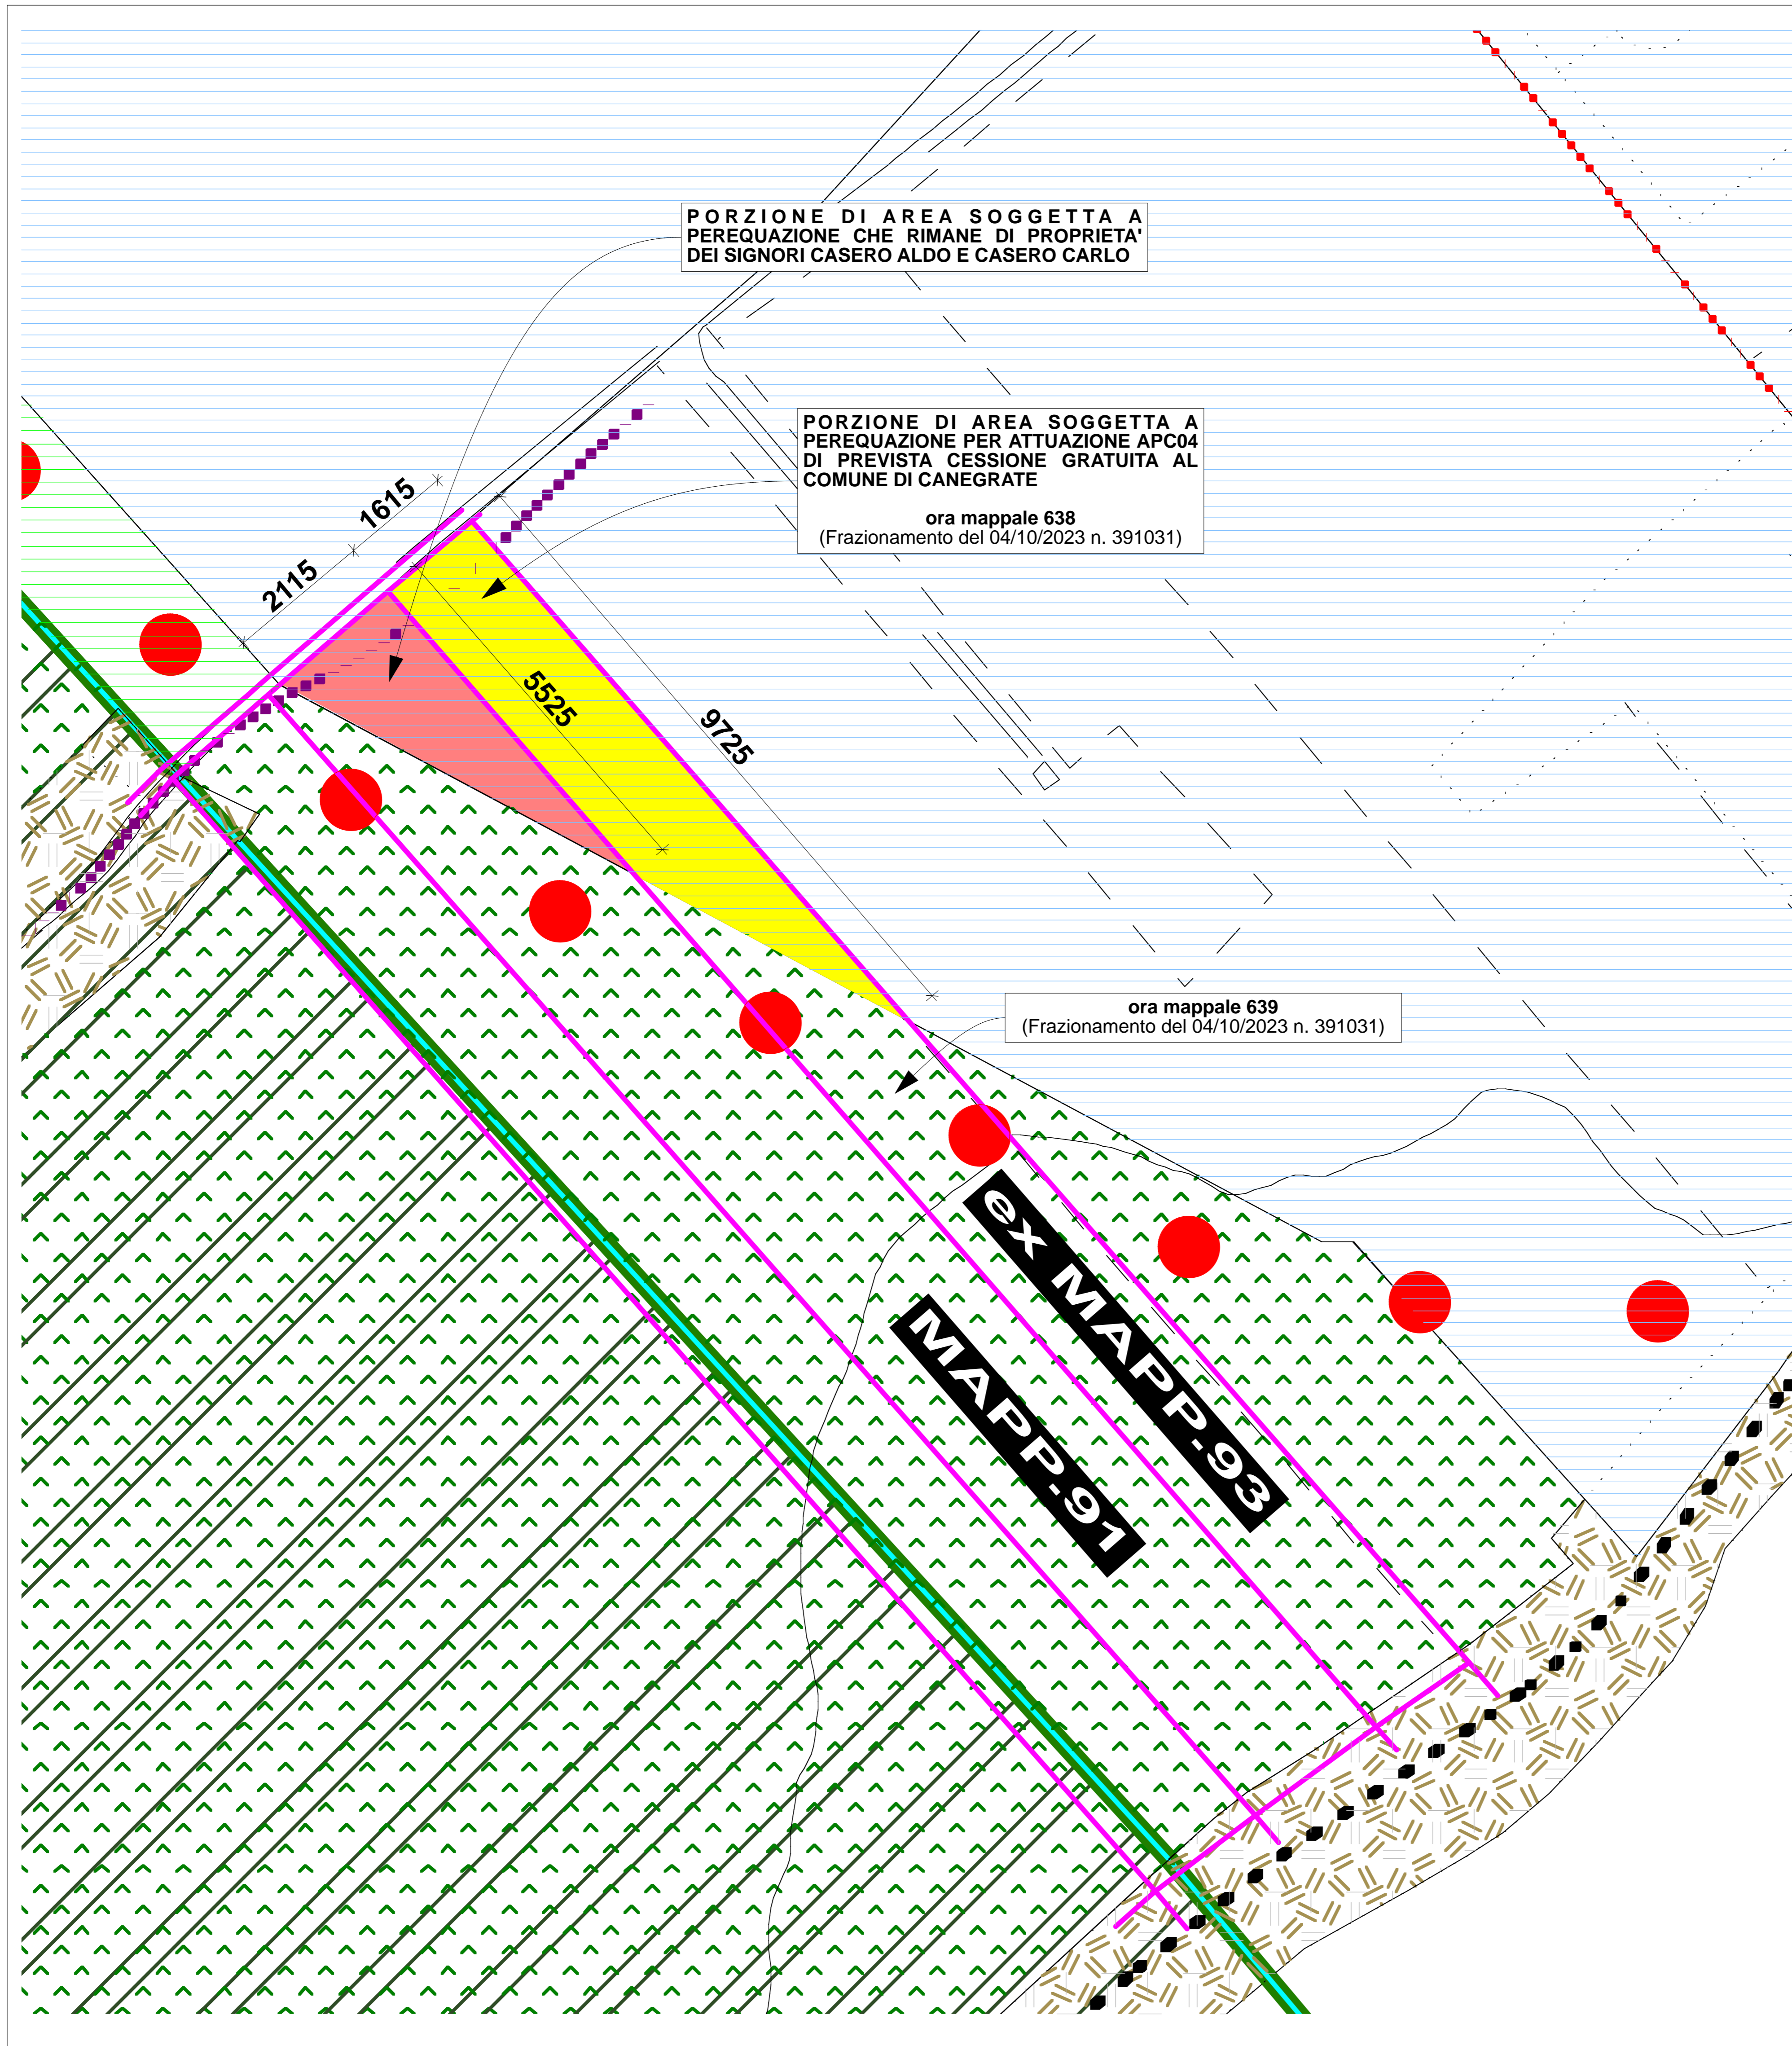 PORZIONE DI AREA SOGGETTA A
PEREQUAZIONE CHE RIMANE DI PROPRIETA'
DEI SIGNORI CASERO ALDO E CASERO CARLO
PORZIONE DI AREA SOGGETTA A
PEREQUAZIONE PER ATTUAZIONE APC04
DI PREVISTA CESSIONE GRATUITA AL
COMUNE DI CANEGRATE
ora mappale 638
(Frazionamento del 04/10/2023 n. 391031)
1615
2115
5525
9725
ora mappale 639
(Frazionamento del 04/10/2023 n. 391031)
ex MAPP.93
MAPP.91